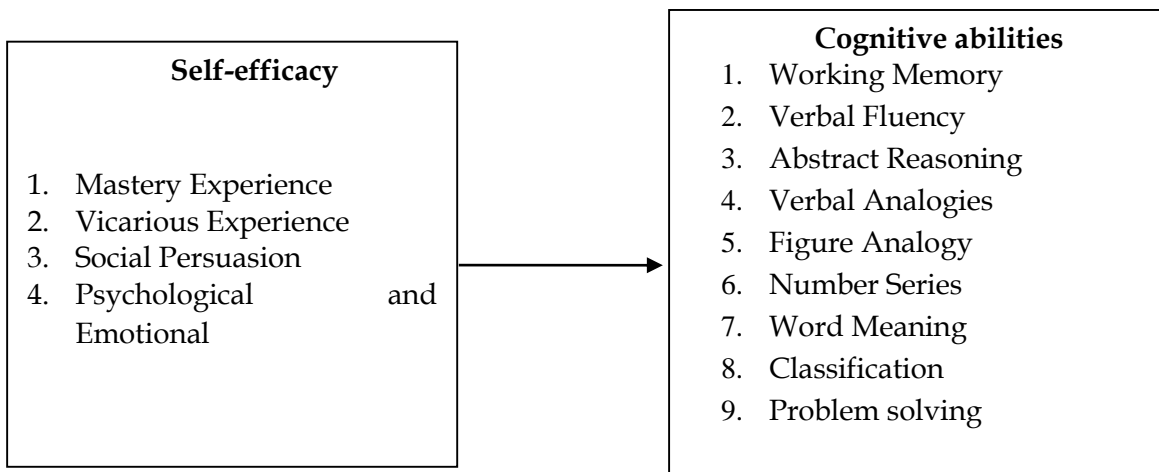 Self-efficacy
1. Mastery Experience
2. Vicarious Experience
3. Social Persuasion
4. Psychological and
Emotional
Cognitive abilities
1. Working Memory
2. Verbal Fluency
3. Abstract Reasoning
4. Verbal Analogies
5. Figure Analogy
6. Number Series
7. Word Meaning
8. Classification
9. Problem solving